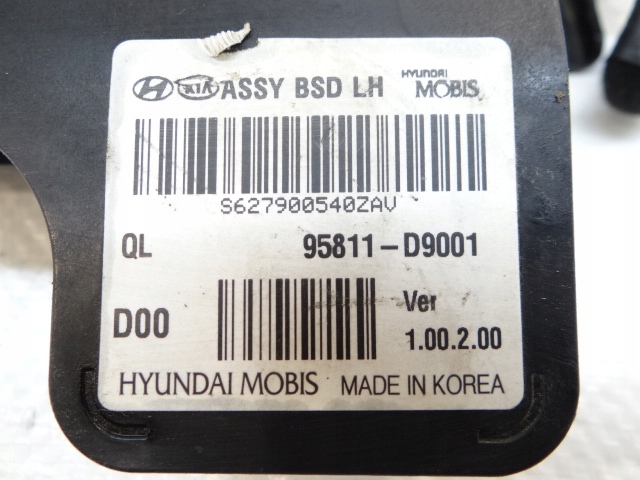 KIA ASSY BSD LH HYUNDAI MOBIS
S627900540ZAV
QL 95811-D9001
D00 Ver 1.00.2.00
HYUNDAI MOBIS MADE IN KOREA